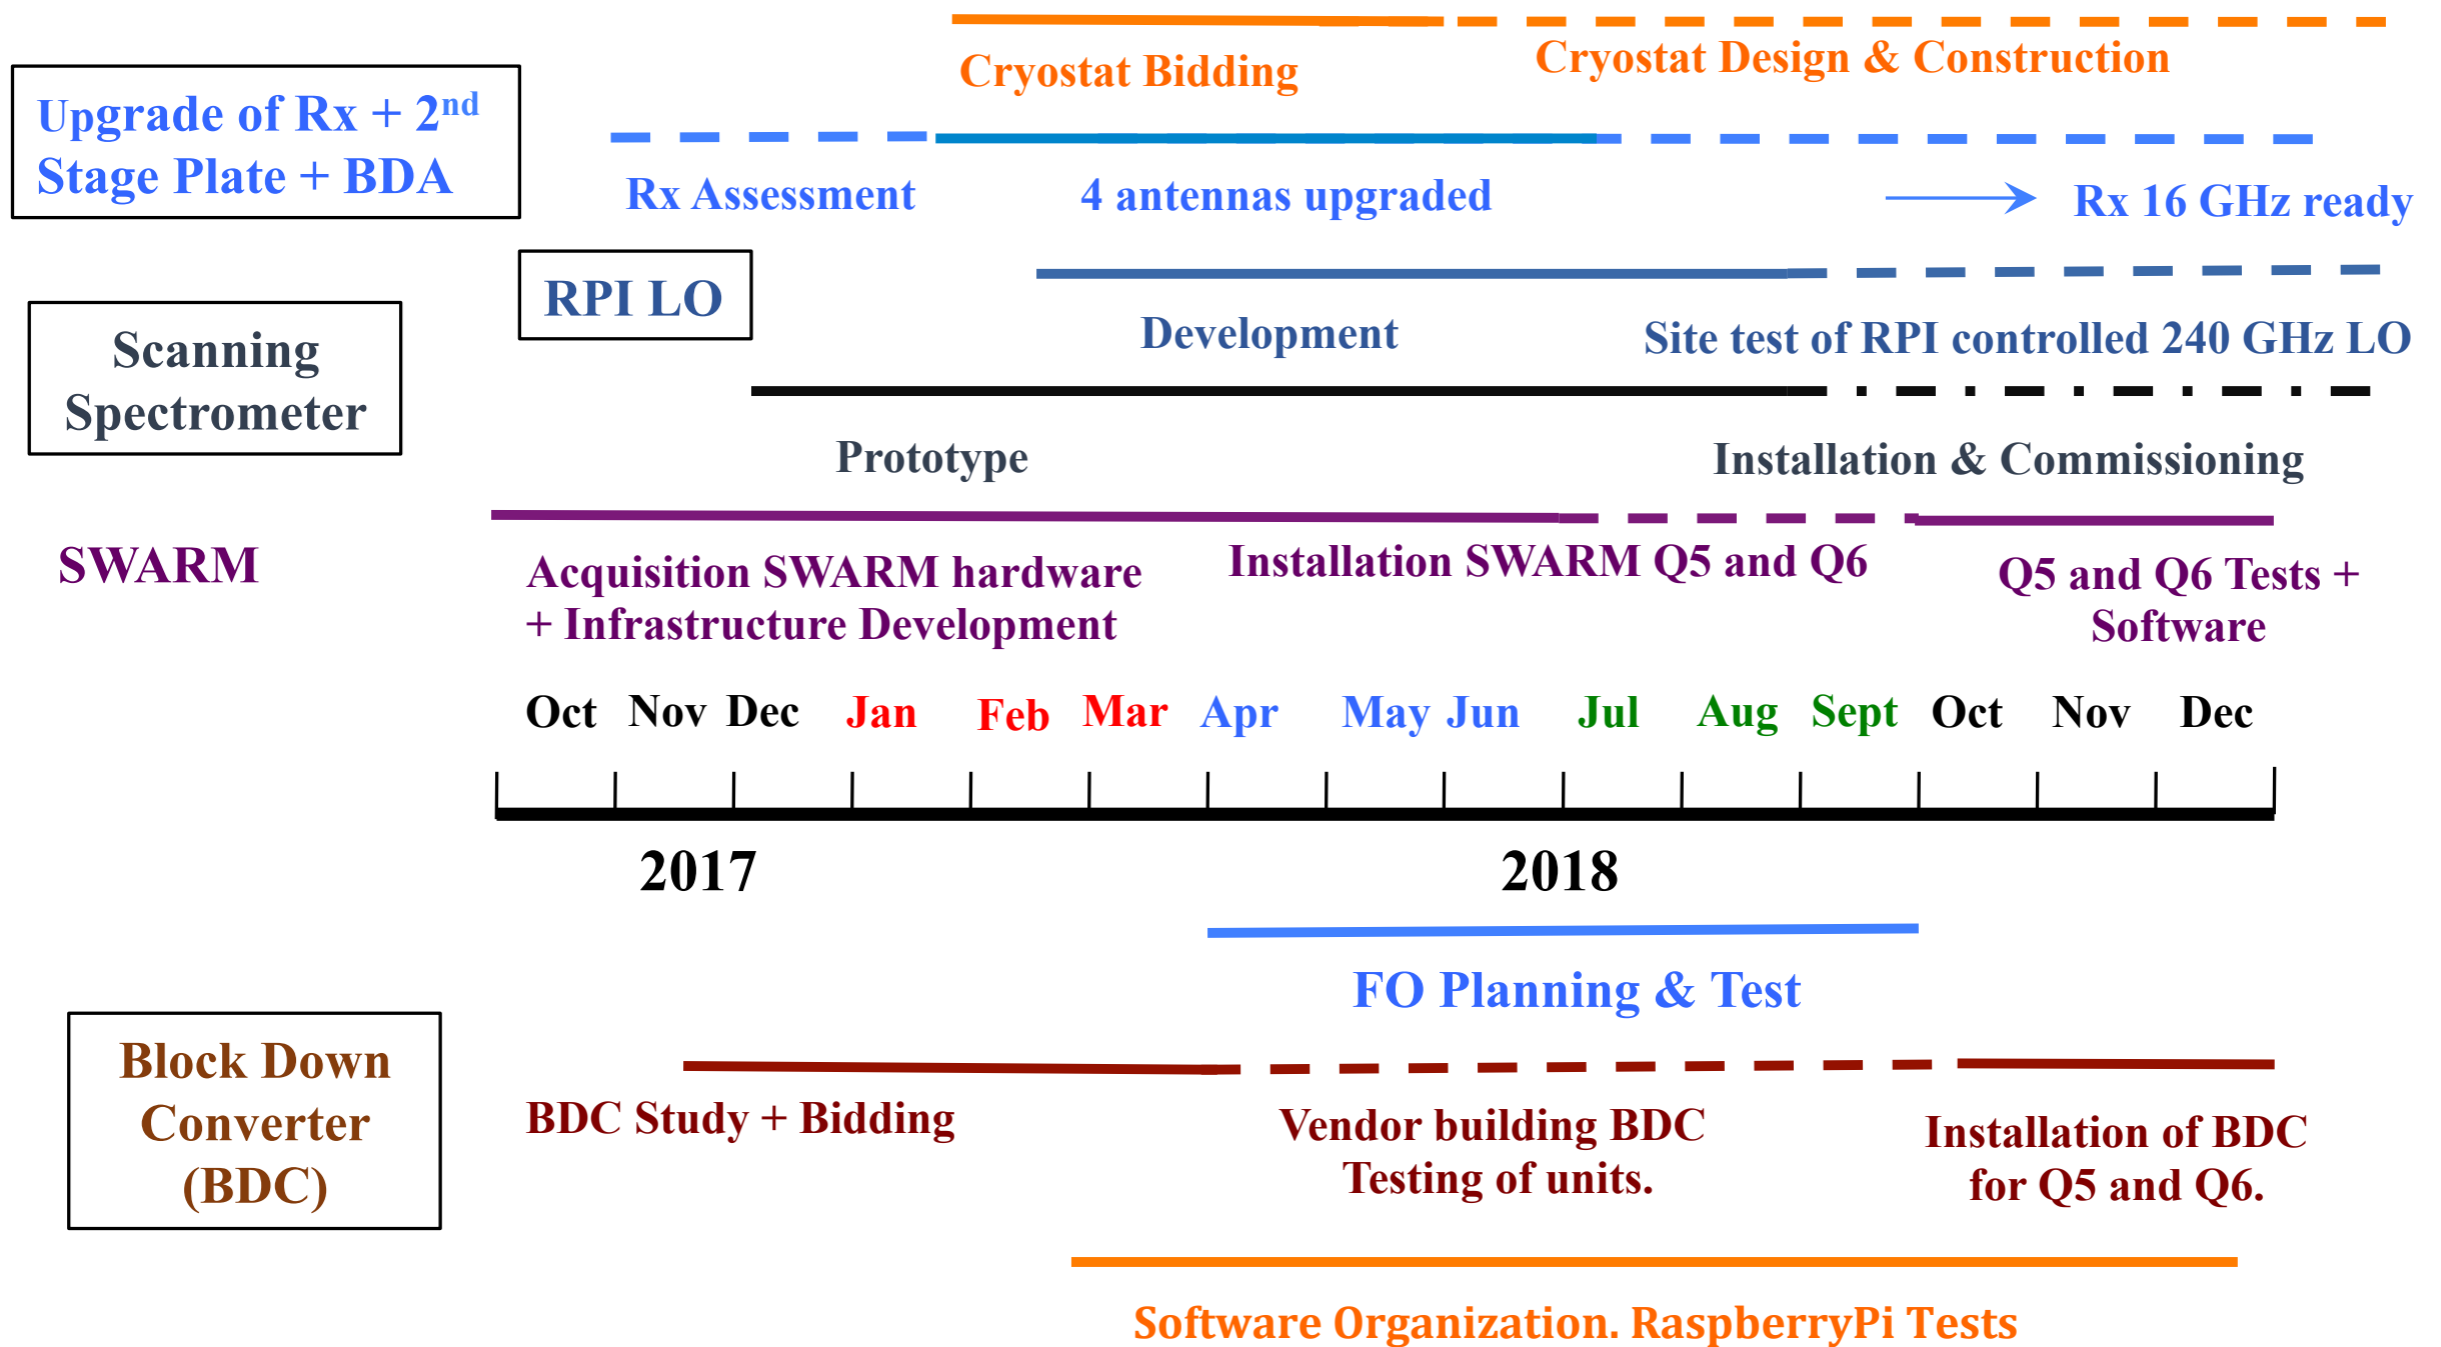 Cryostat Bidding
Cryostat Design & Construction
Upgrade of Rx + 2nd
Stage Plate + BDA
Rx Assessment
4 antennas upgraded
Rx 16 GHz ready
RPI LO
Development
Site test of RPI controlled 240 GHz LO
Scanning
Spectrometer
Prototype
Installation & Commissioning
SWARM
Acquisition SWARM hardware
+ Infrastructure Development
Installation SWARM Q5 and Q6
Q5 and Q6 Tests +
Software
Oct Nov Dec Jan Feb Mar Apr May Jun Jul Aug Sept Oct Nov Dec
2017 2018
FO Planning & Test
Block Down
Converter
(BDC)
BDC Study + Bidding
Vendor building BDC
Testing of units.
Installation of BDC
for Q5 and Q6.
Software Organization. RaspberryPi Tests